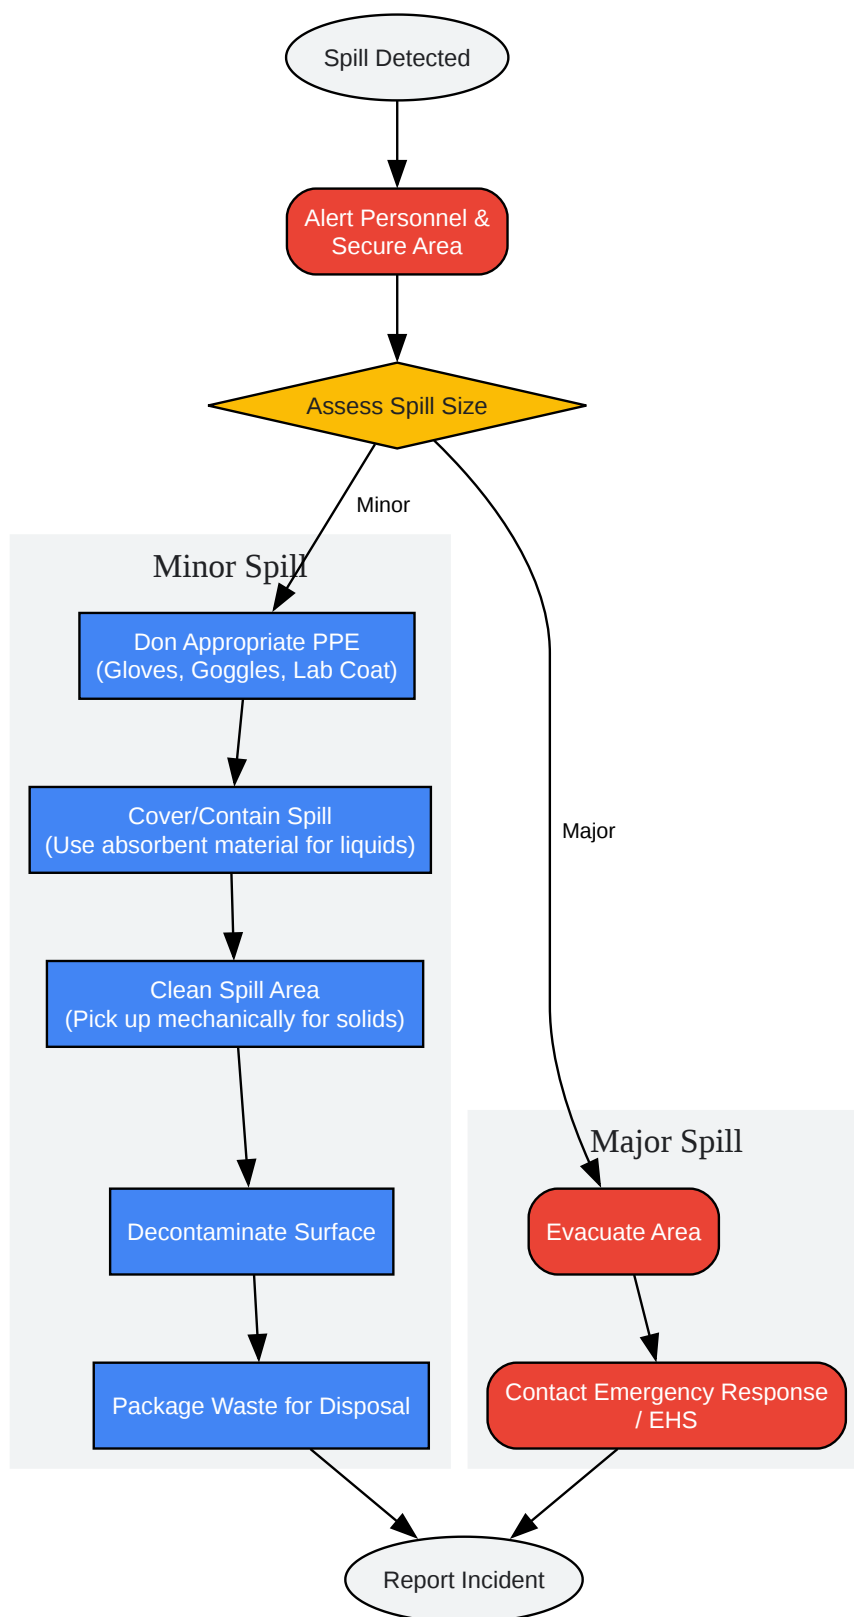 Spill Detected
Alert Personnel &
Secure Area
Assess Spill Size
Minor
Minor Spill
Don Appropriate PPE
(Gloves, Goggles, Lab Coat)
Cover/Contain Spill
(Use absorbent material for liquids)
Major
Clean Spill Area
(Pick up mechanically for solids)
Major Spill
Decontaminate Surface
Evacuate Area
Package Waste for Disposal
Contact Emergency Response
/ EHS
Report Incident